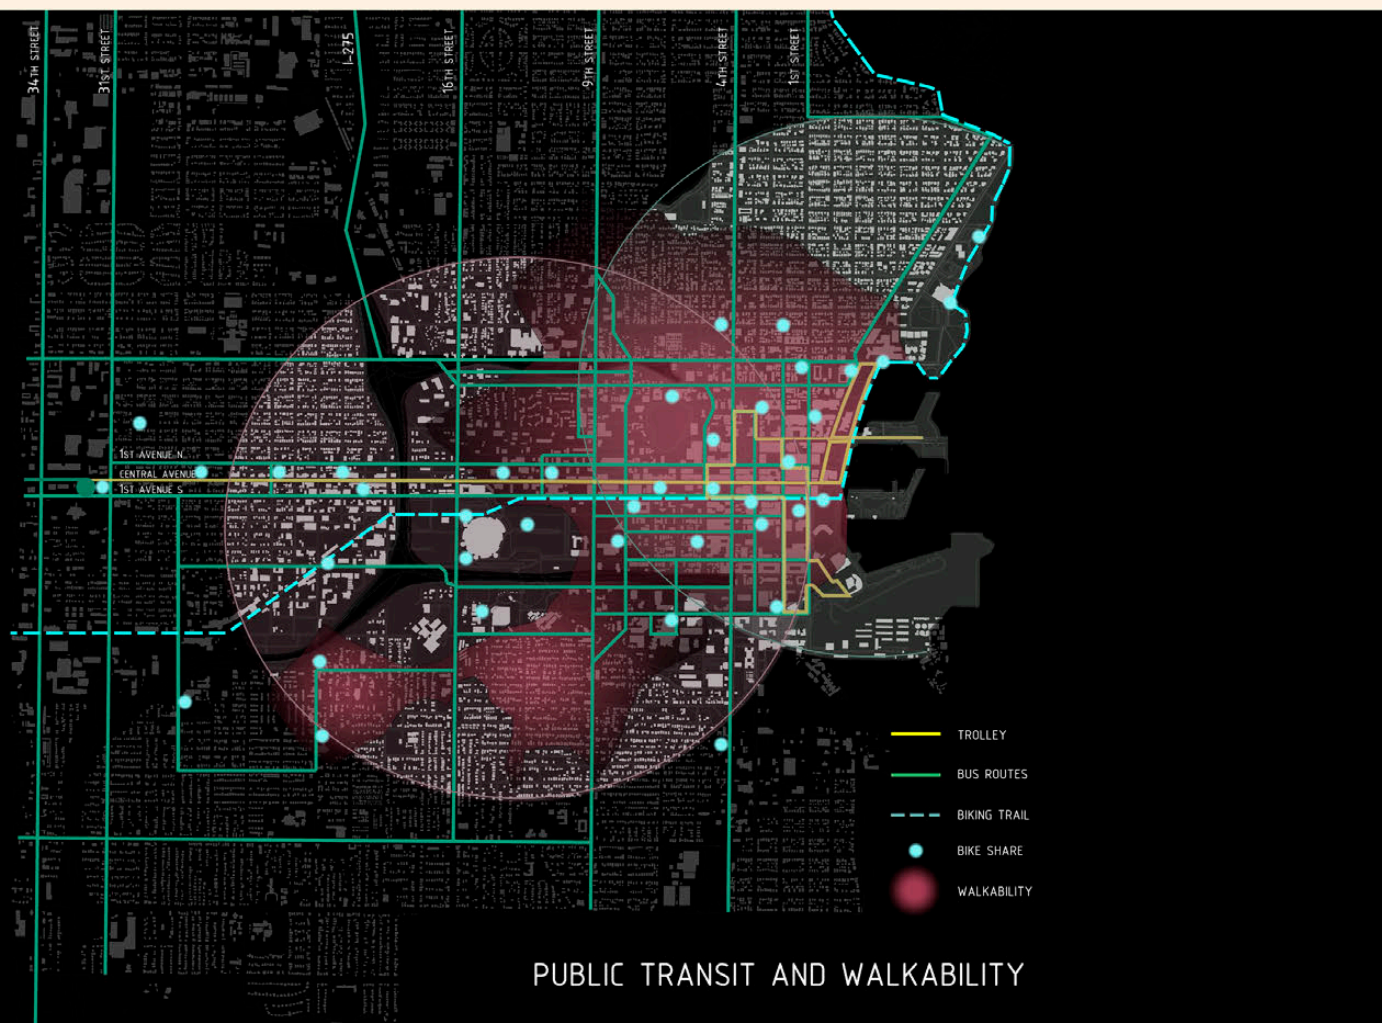 34TH STREET
31ST STREET
I-275
16TH STREET
9TH STREET
4TH STREET
1ST STREET
1ST AVENUE N.
CENTRAL AVENUE
1ST AVENUE S
TROLLEY
BUS ROUTES
BIKING TRAIL
BIKE SHARE
WALKABILITY
PUBLIC TRANSIT AND WALKABILITY